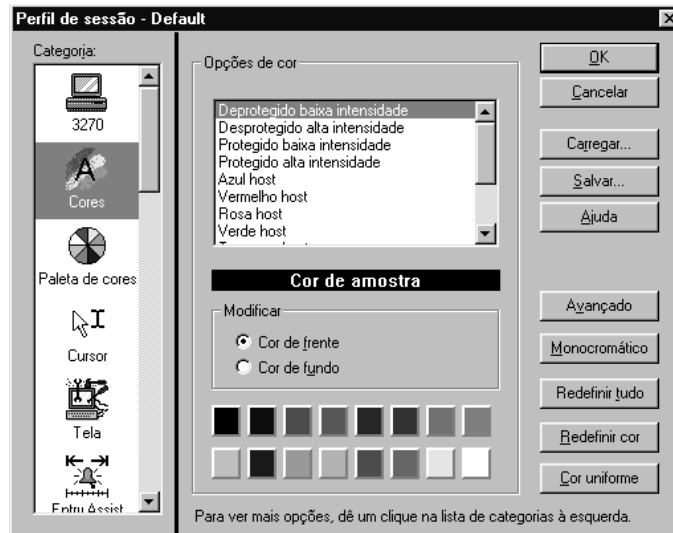 Perfil de sessão - Default
Categoria:
3270
Cores
Paleta de cores
Cursor
Tela
Entry Assist
Opções de cor
Deprotegido baixa intensidade
Desprotegido alta intensidade
Protegido baixa intensidade
Protegido alta intensidade
Azul host
Vermelho host
Rosa host
Verde host
Cor de amostra
Modificar
Cor de frente
Cor de fundo
OK
Cancelar
Carregar...
Salvar...
Ajuda
Avançado
Monocromático
Redefinir tudo
Redefinir cor
Cor uniforme
Para ver mais opções, dê um clique na lista de categorias à esquerda.